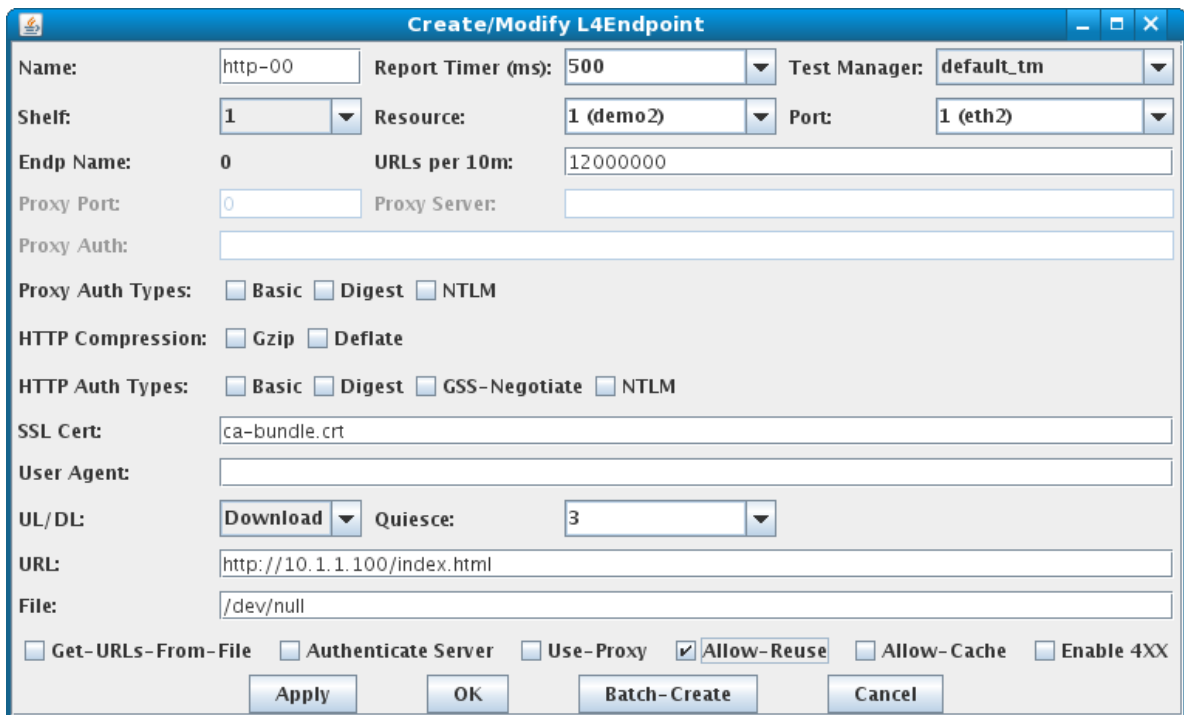 Create/Modify L4Endpoint
Name: http-00 Report Timer (ms): 500 Test Manager: default_tm
Shelf: 1 Resource: 1 (demo2) Port: 1 (eth2)
Endp Name: 0 URLs per 10m: 12000000
Proxy Port: 0 Proxy Server:
Proxy Auth:
Proxy Auth Types: Basic Digest NTLM
HTTP Compression: Gzip Deflate
HTTP Auth Types: Basic Digest GSS-Negotiate NTLM
SSL Cert: ca-bundle.crt
User Agent:
UL/DL: Download Quiesce: 3
URL: http://10.1.1.100/index.html
File: /dev/null
Get-URLs-From-File Authenticate Server Use-Proxy Allow-Reuse Allow-Cache Enable 4XX
Apply OK Batch-Create Cancel